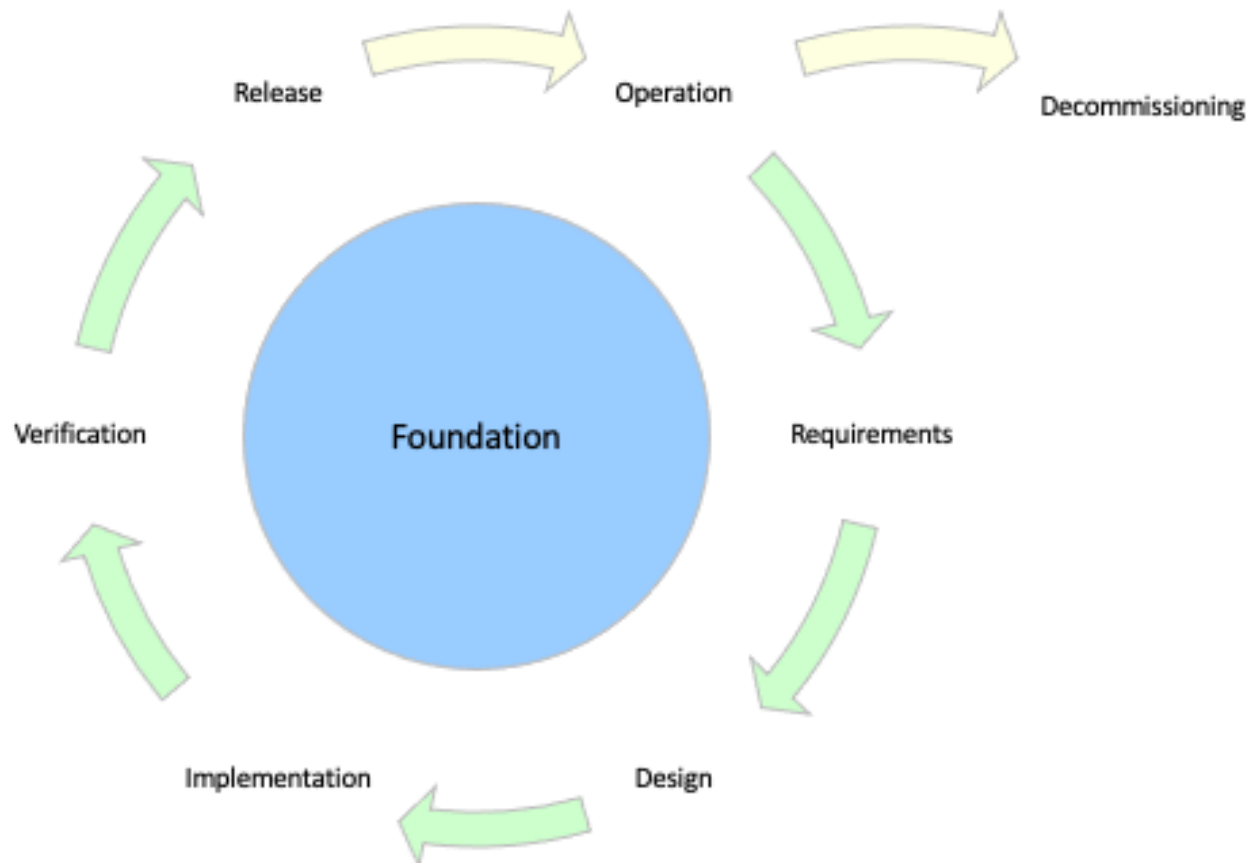 Release
Operation
Decommissioning
Verification
Foundation
Requirements
Implementation
Design